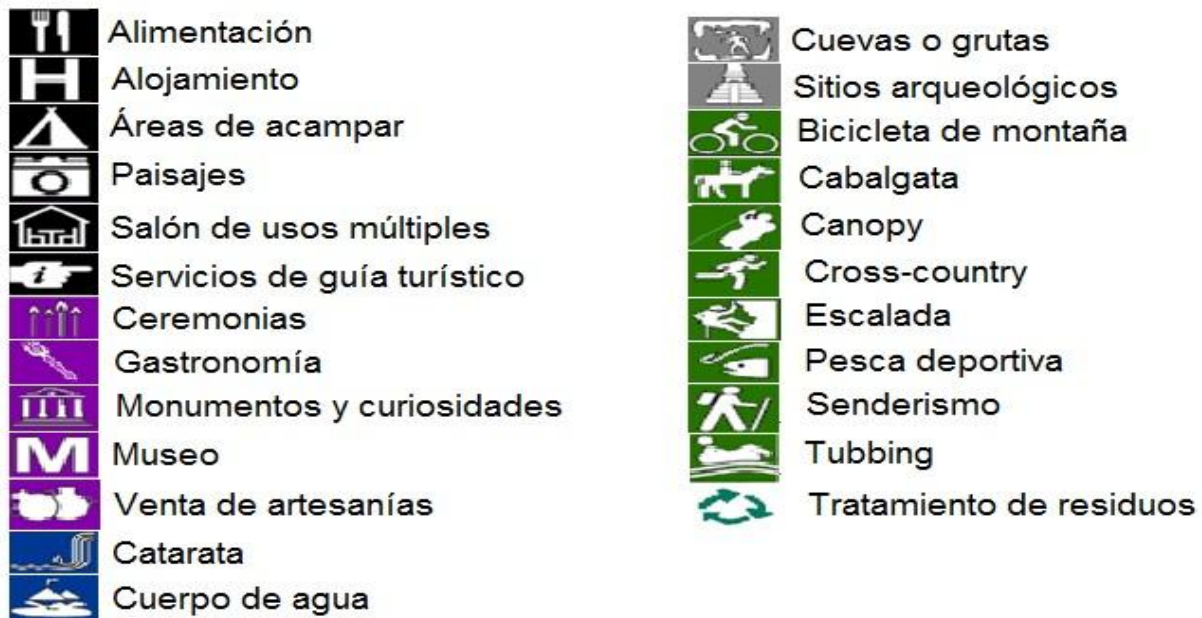 Alimentación
H Alojamiento
Áreas de acampar
Paisajes
Salón de usos múltiples
i Servicios de guía turístico
Ceremonias
Gastronomía
Monumentos y curiosidades
M Museo
Venta de artesanías
Catarata
Cuerpo de agua
Cuevas o grutas
Sitios arqueológicos
Bicicleta de montaña
Cabalgata
Canopy
Cross-country
Escalada
Pesca deportiva
Senderismo
Tubbing
Tratamiento de residuos